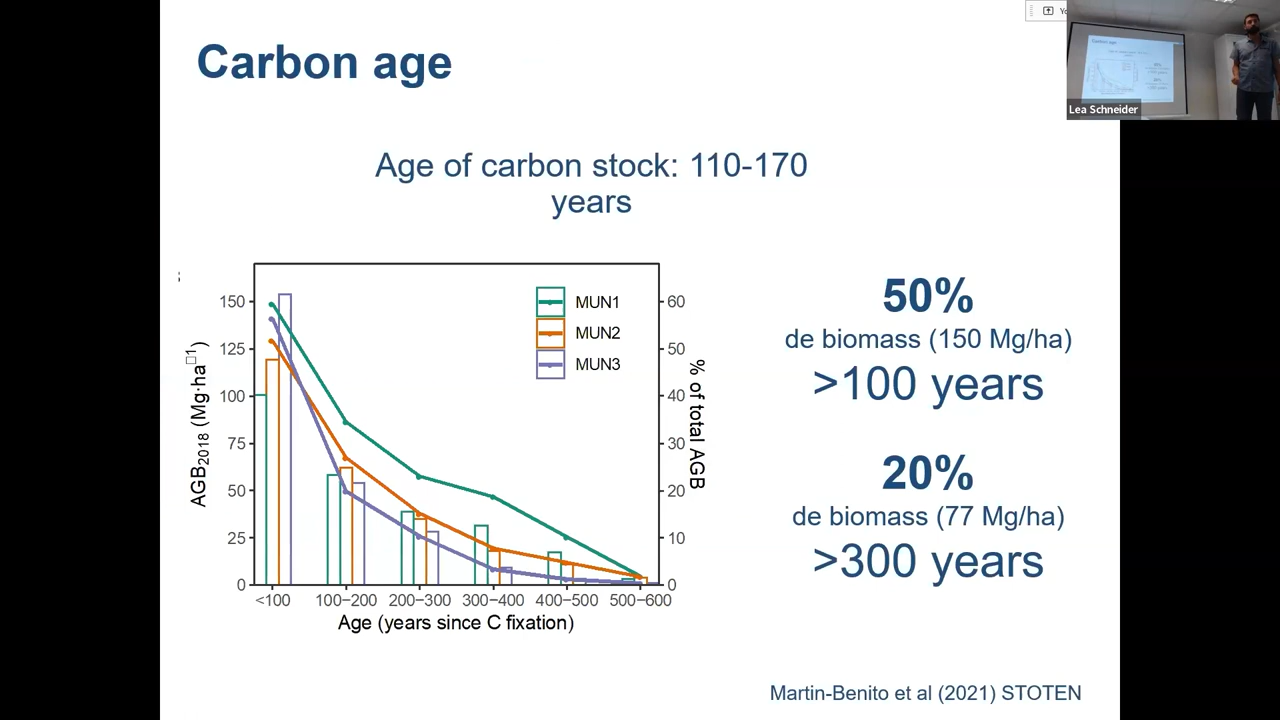 Carbon age
Lea Schneider
Age of carbon stock: 110-170
years
AGB2018 (Mg·ha□1)
150
125
100
75
50
25
0
MUN1
MUN2
MUN3
60
50
40
30
20
10
0
% of total AGB
<100 100−200 200−300 300−400 400−500 500−600
Age (years since C fixation)
50%
de biomass (150 Mg/ha)
>100 years
20%
de biomass (77 Mg/ha)
>300 years
Martin-Benito et al (2021) STOTEN